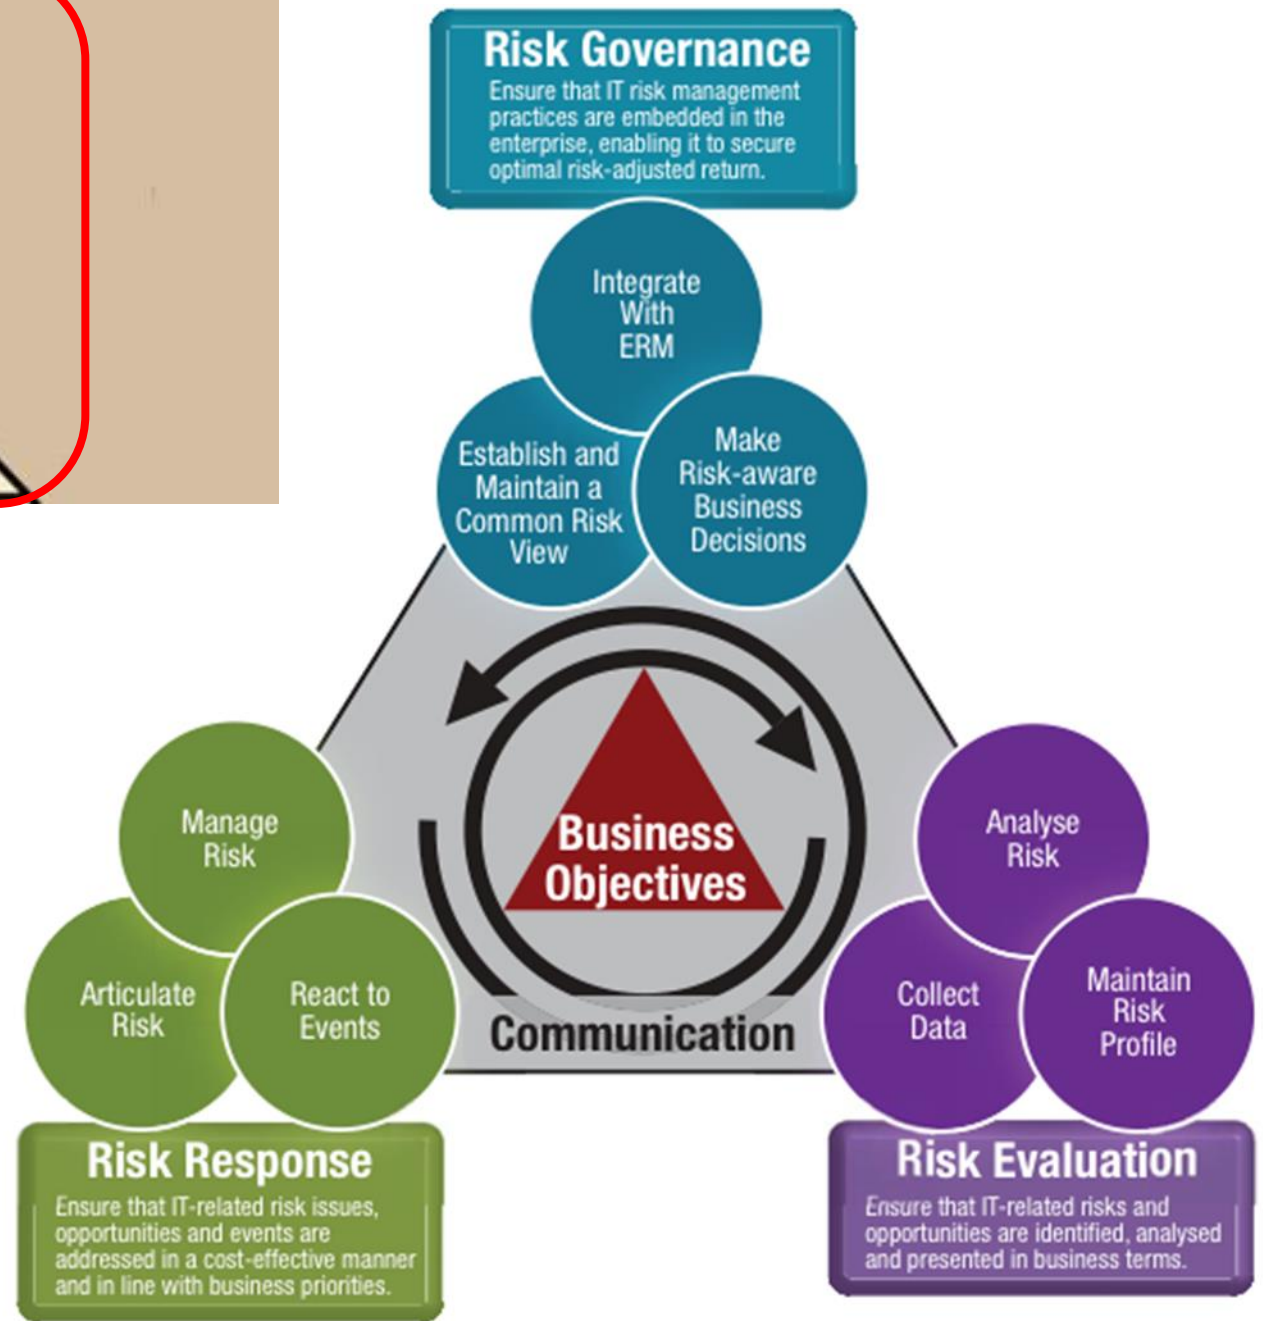 Risk Governance
Ensure that IT risk management
practices are embedded in the
enterprise, enabling it to secure
optimal risk-adjusted return.
Integrate
With
ERM
Establish and
Maintain a
Common Risk
View
Make
Risk-aware
Business
Decisions
Business
Objectives
Communication
Manage
Risk
Articulate
Risk
React to
Events
Risk Response
Ensure that IT-related risk issues,
opportunities and events are
addressed in a cost-effective manner
and in line with business priorities.
Analyse
Risk
Collect
Data
Maintain
Risk
Profile
Risk Evaluation
Ensure that IT-related risks and
opportunities are identified, analysed
and presented in business terms.